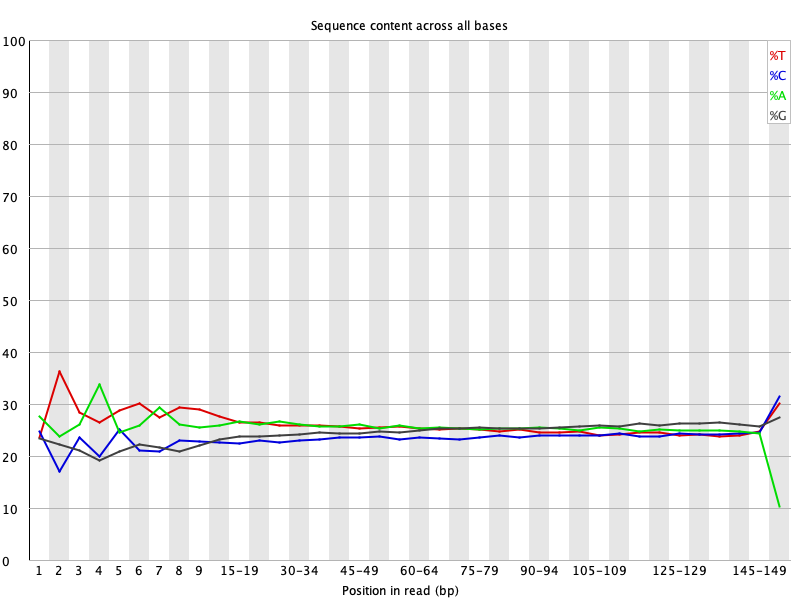 Sequence content across all bases
100
90
80
70
60
50
40
30
20
10
0
%T
%C
%A
%G
1 2 3 4 5 6 7 8 9 15-19 30-34 45-49 60-64 75-79 90-94 105-109 125-129 145-149
Position in read (bp)